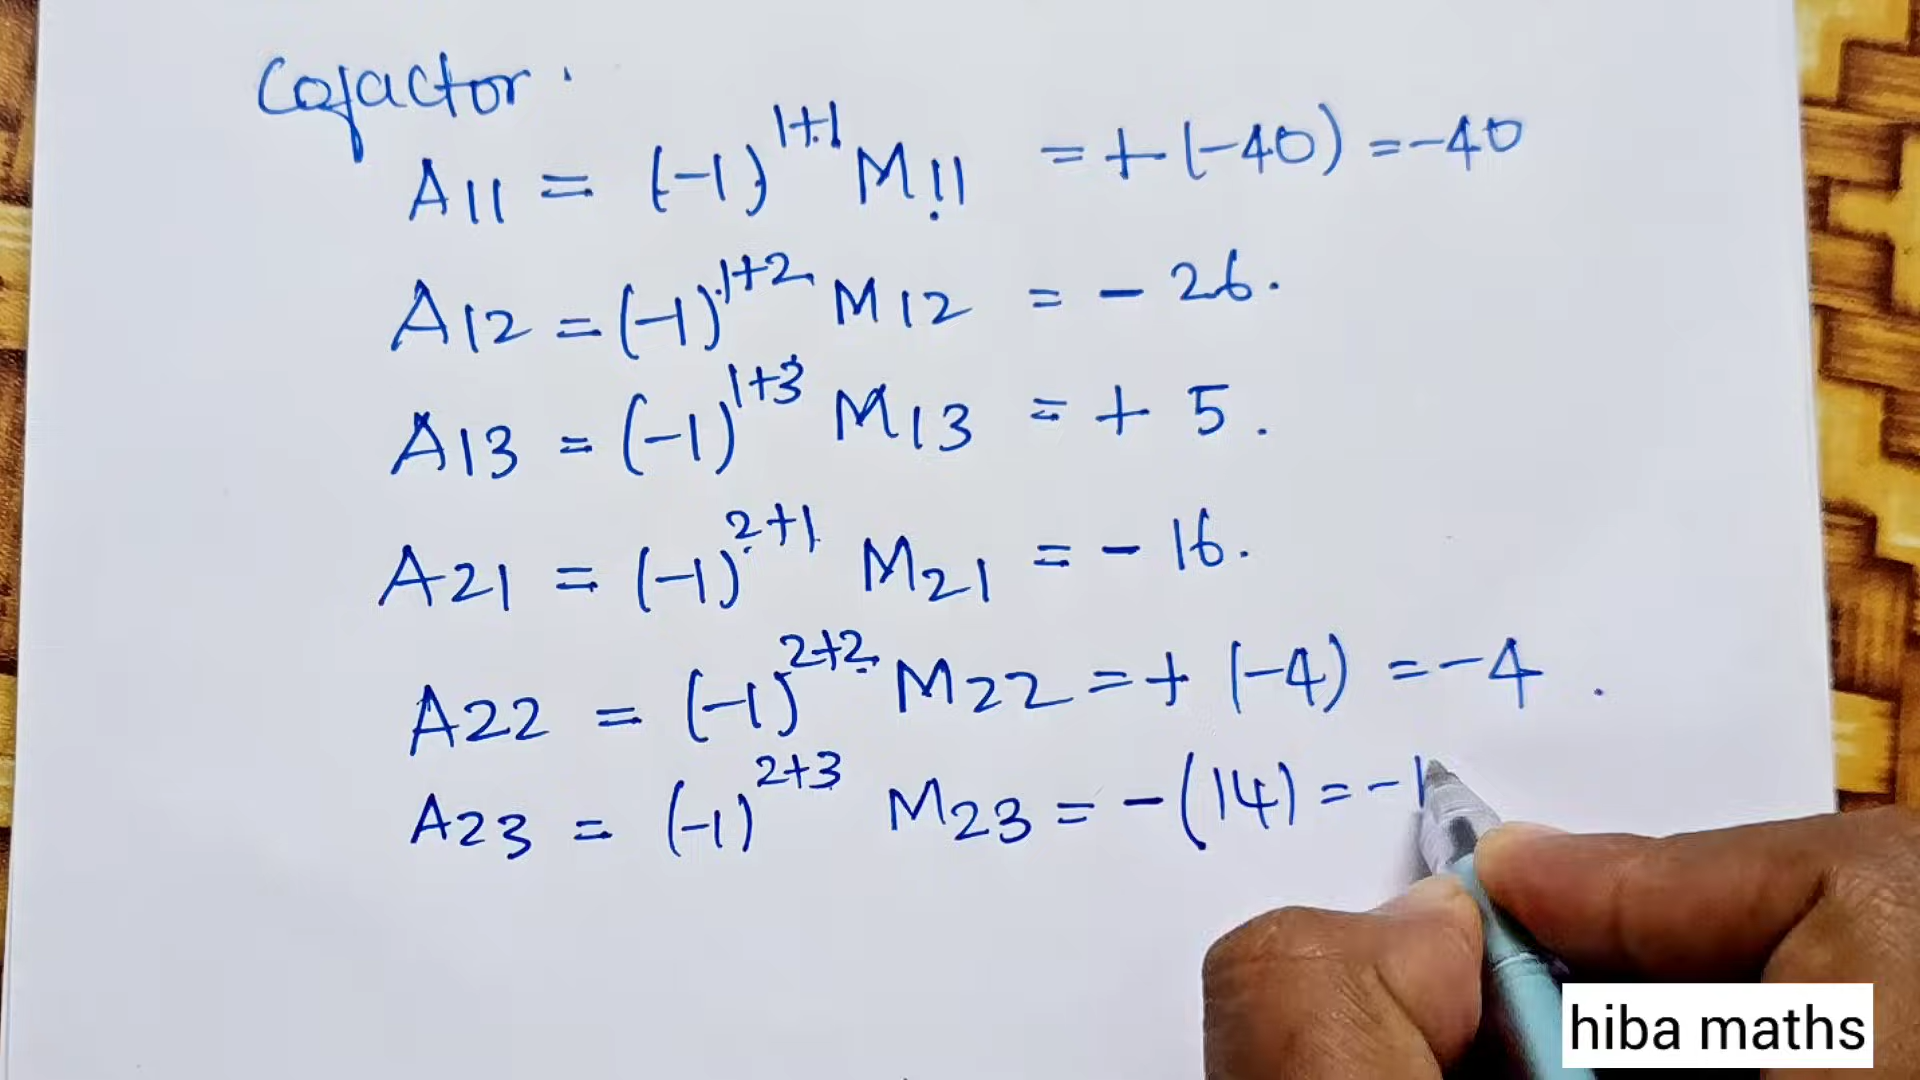 Cofactor.
A11 = (-1)^1+1 M11 = + (-40) = -40
A12 = (-1)^1+2 M12 = - 26.
A13 = (-1)^1+3 M13 = + 5.
A21 = (-1)^2+1 M21 = - 16.
A22 = (-1)^2+2 M22 = + (-4) = -4.
A23 = (-1)^2+3 M23 = - (14) = -1
hiba maths